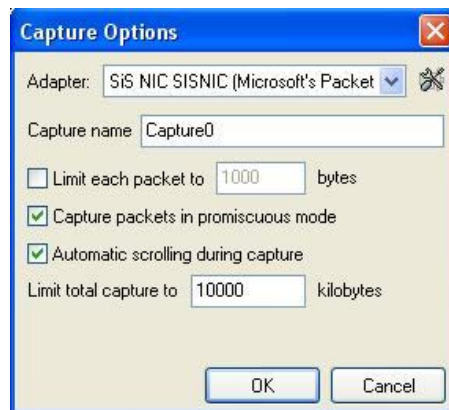 Capture Options
Adapter: SiS NIC SISNIC (Microsoft's Packet
Capture name Capture0
Limit each packet to 1000 bytes
Capture packets in promiscuous mode
Automatic scrolling during capture
Limit total capture to 10000 kilobytes
OK Cancel